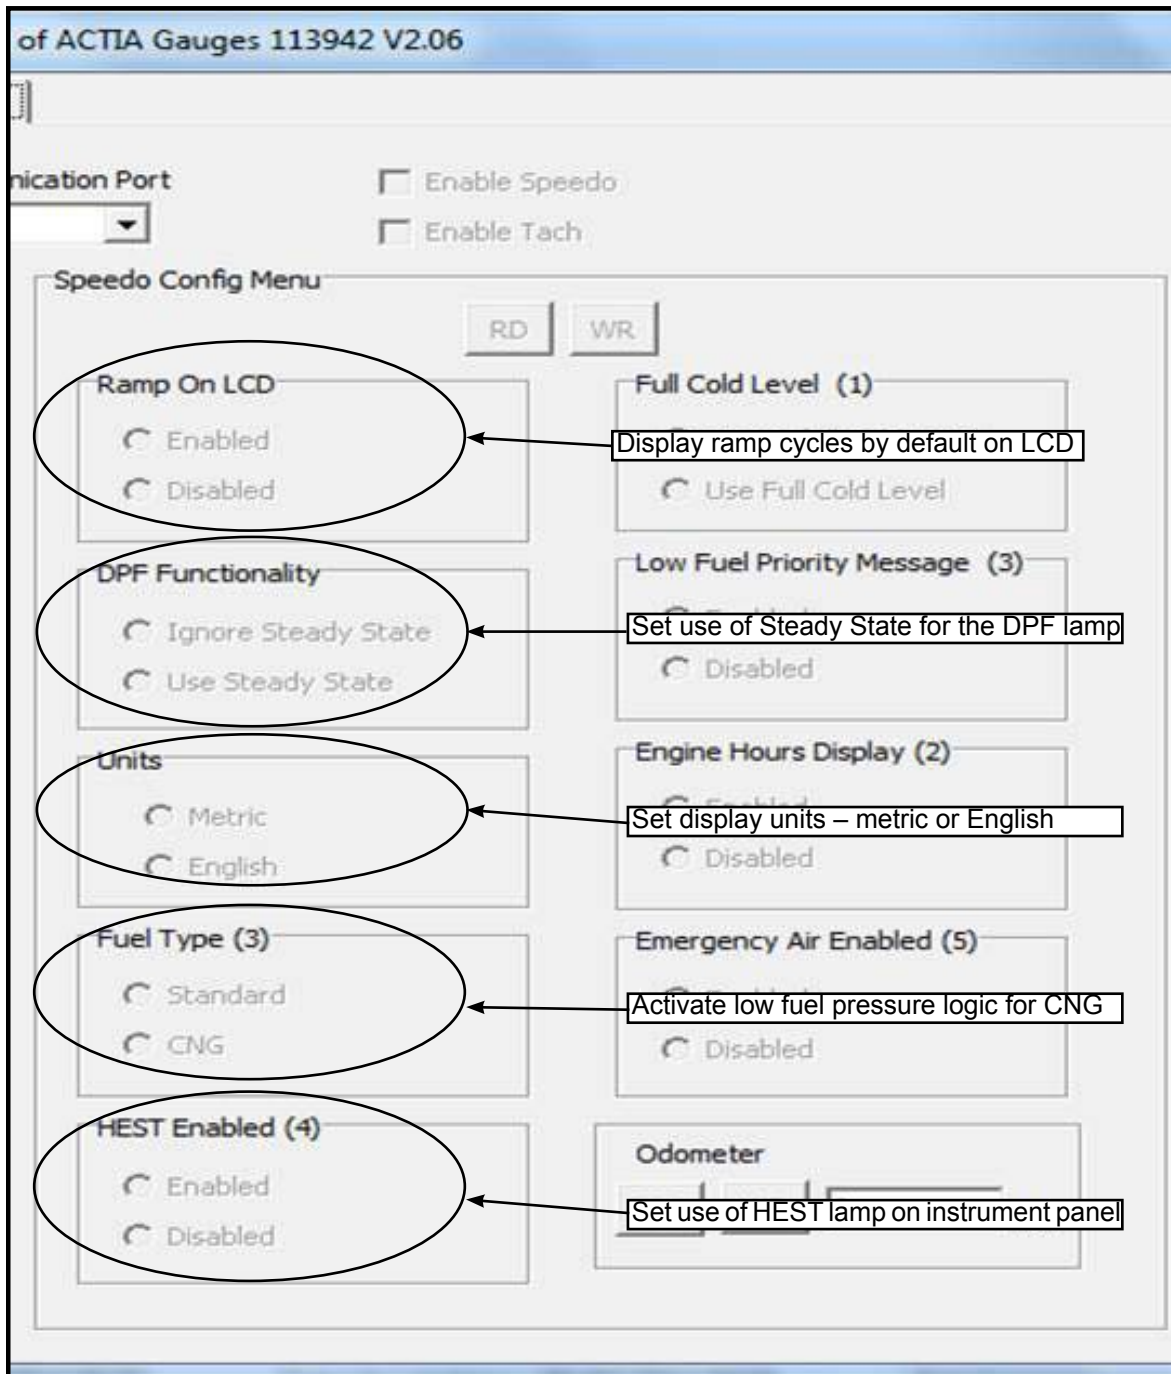 of ACTIA Gauges 113942 V2.06
nication Port
Enable Speedo
Enable Tach
Speedo Config Menu
RD WR
Ramp On LCD
Enabled
Disabled
Full Cold Level (1)
Display ramp cycles by default on LCD
Use Full Cold Level
DPF Functionality
Ignore Steady State
Use Steady State
Low Fuel Priority Message (3)
Set use of Steady State for the DPF lamp
Disabled
Units
Metric
English
Engine Hours Display (2)
Set display units – metric or English
Disabled
Fuel Type (3)
Standard
CNG
Emergency Air Enabled (5)
Activate low fuel pressure logic for CNG
Disabled
HEST Enabled (4)
Enabled
Disabled
Odometer
Set use of HEST lamp on instrument panel